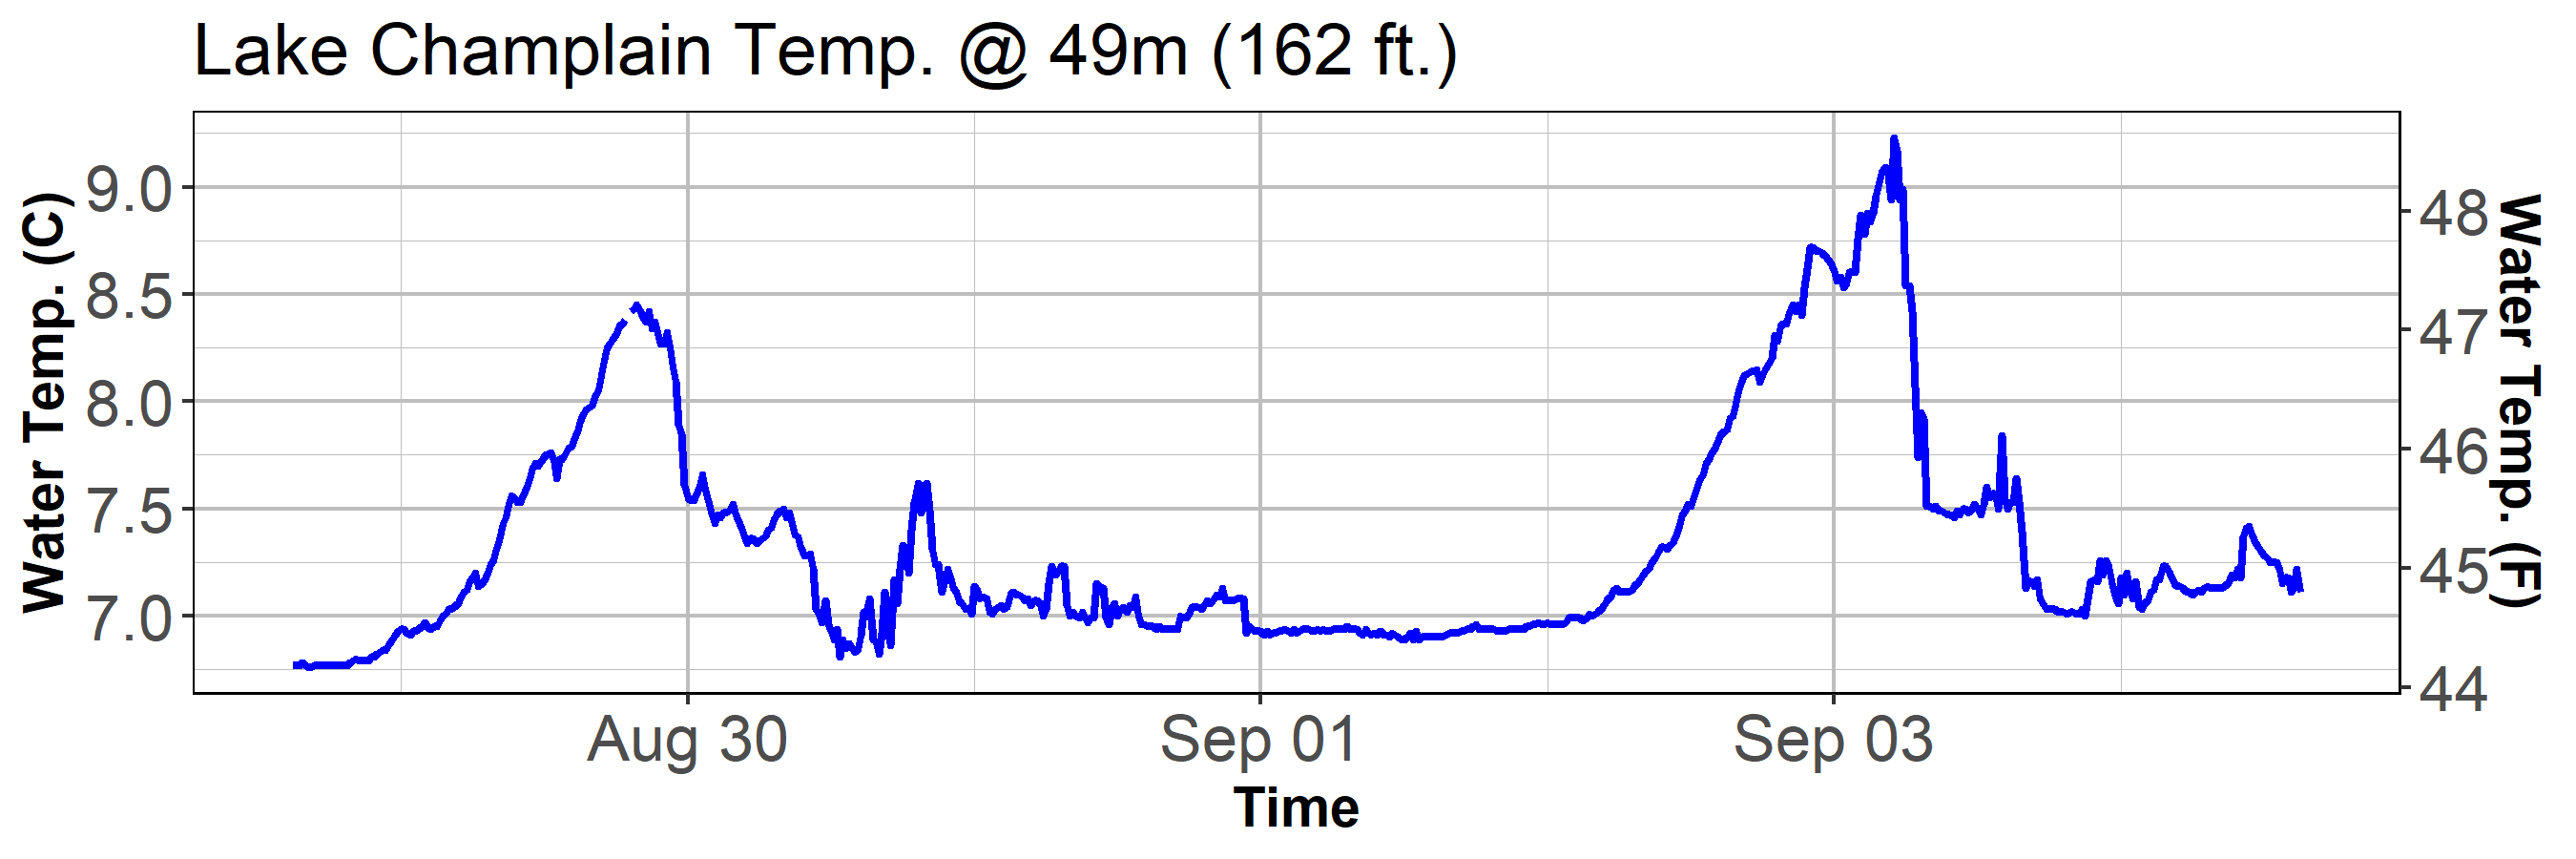 Lake Champlain Temp. @ 49m (162 ft.)
Water Temp. (C)
9.0
8.5
8.0
7.5
7.0
48
47
46
45
44
Water Temp. (F)
Aug 30
Sep 01
Sep 03
Time